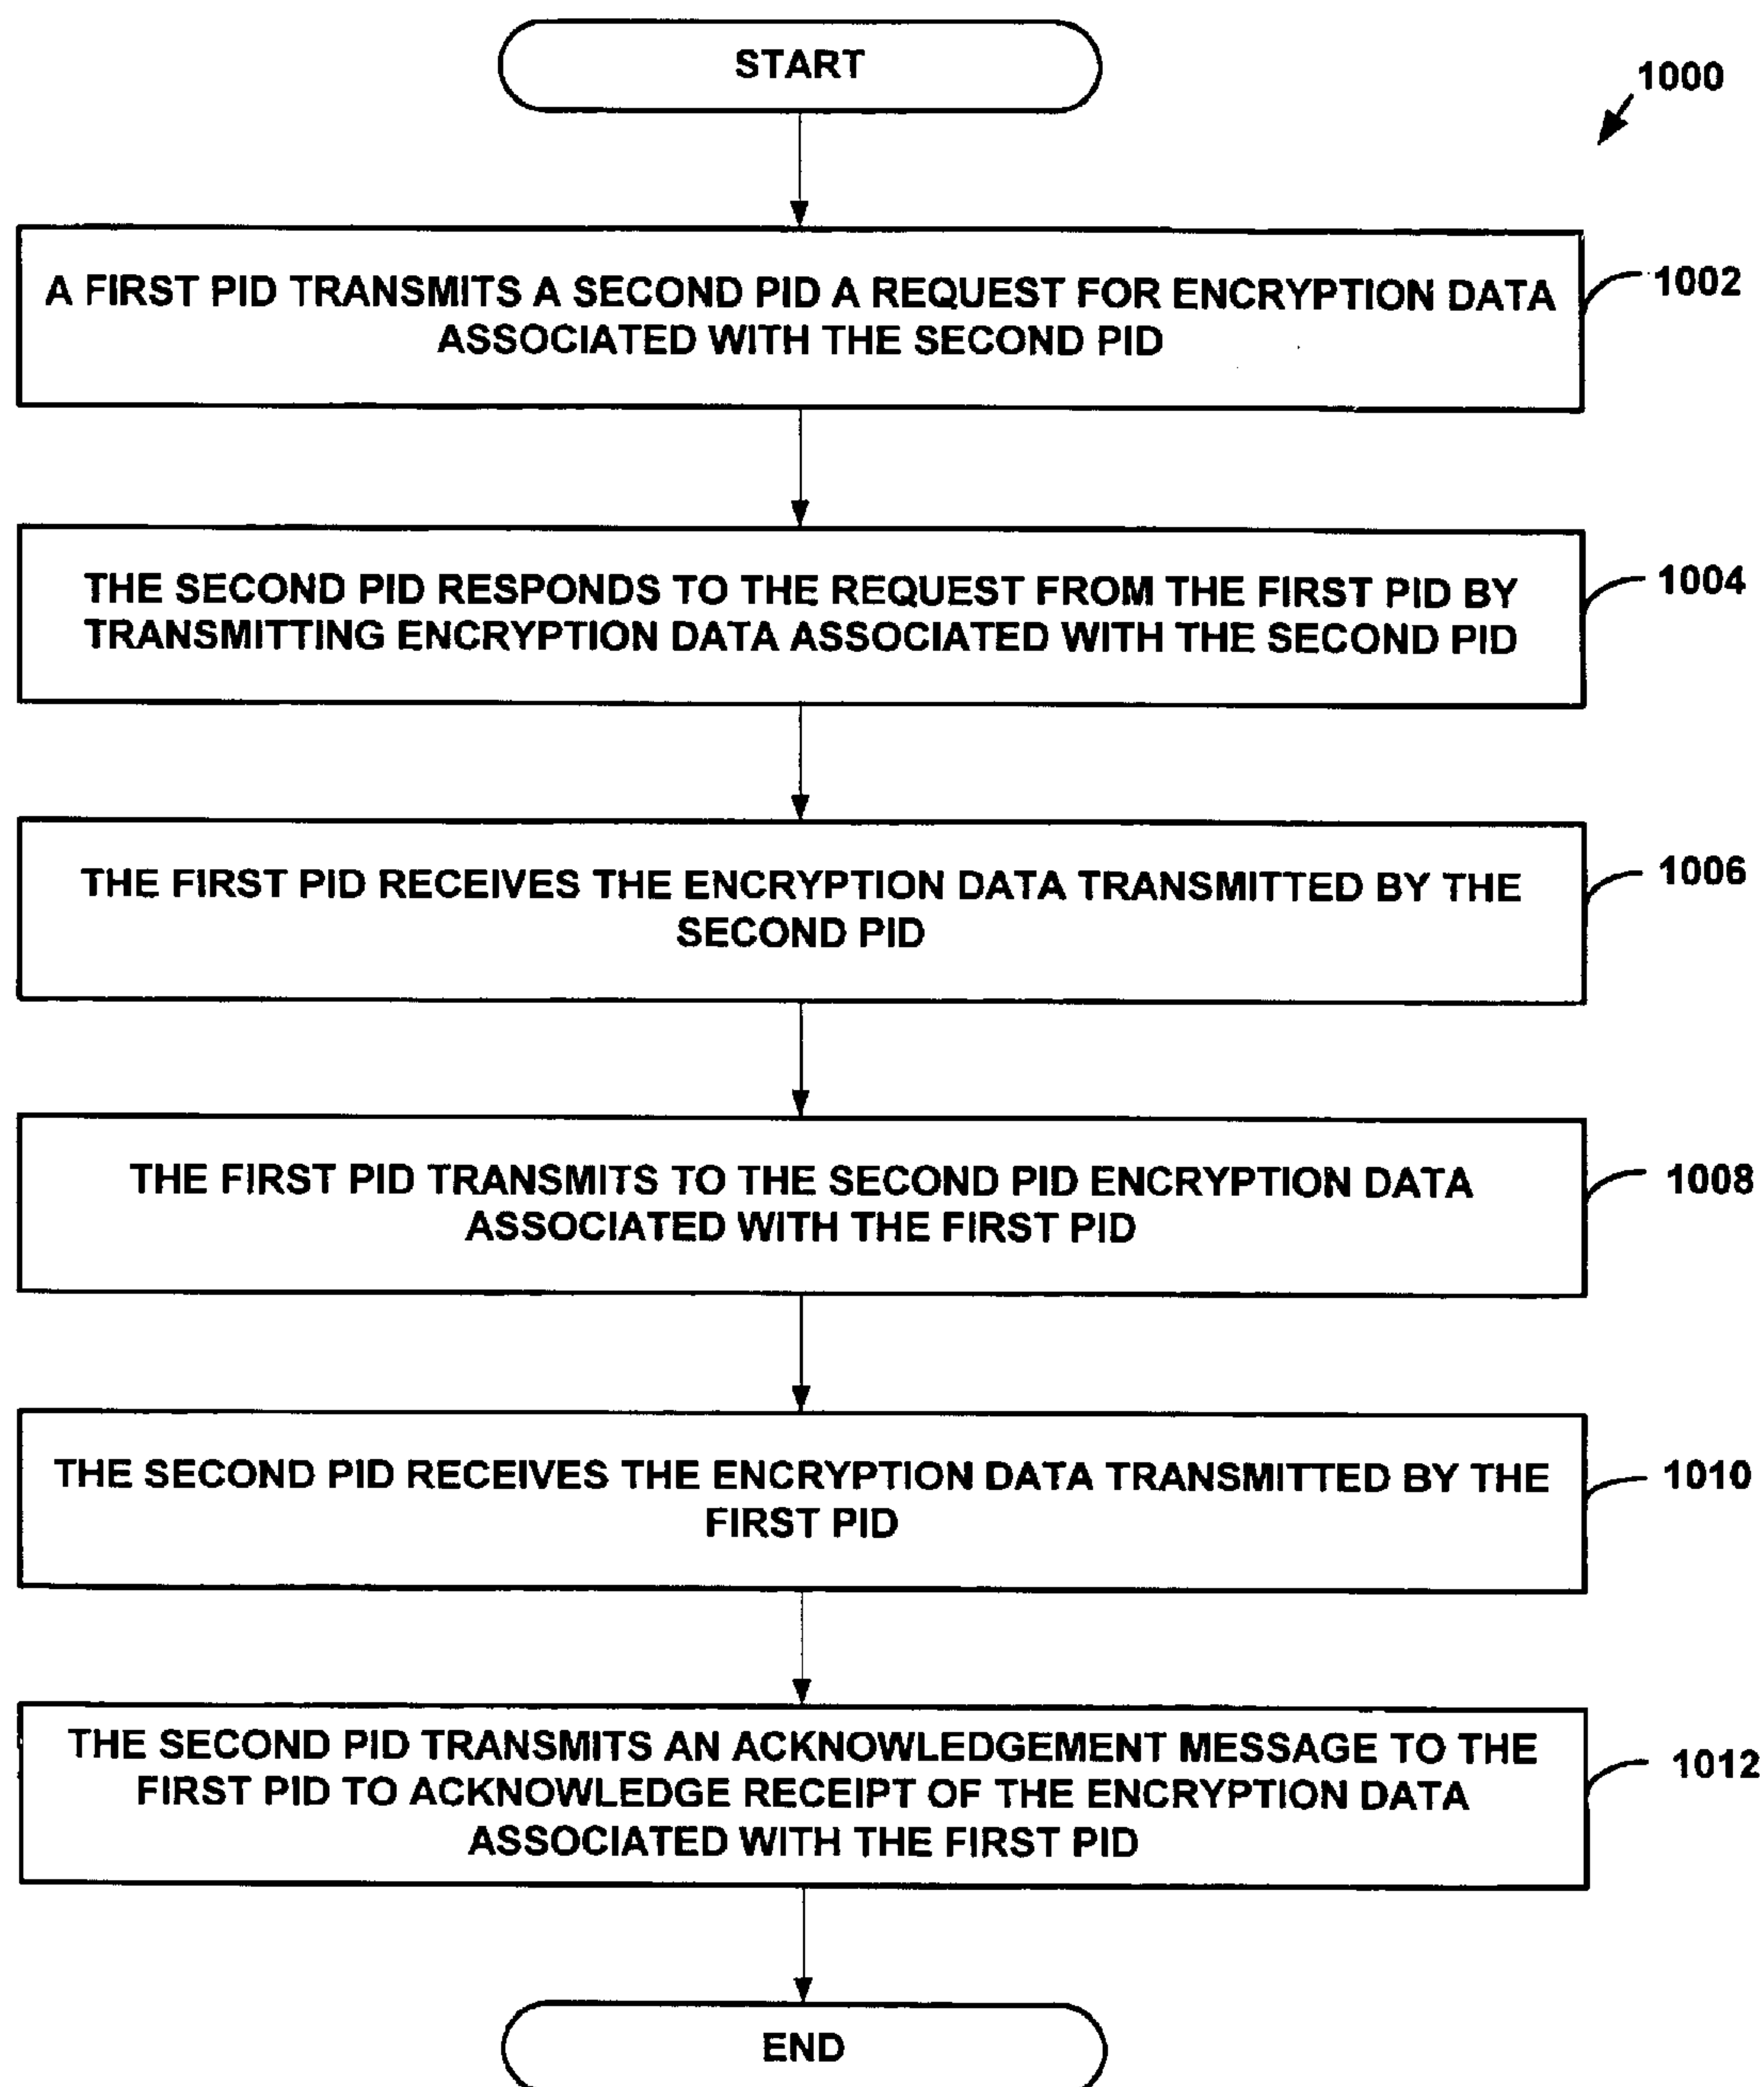 START
1000
A FIRST PID TRANSMITS A SECOND PID A REQUEST FOR ENCRYPTION DATA
ASSOCIATED WITH THE SECOND PID
1002
THE SECOND PID RESPONDS TO THE REQUEST FROM THE FIRST PID BY
TRANSMITTING ENCRYPTION DATA ASSOCIATED WITH THE SECOND PID
1004
THE FIRST PID RECEIVES THE ENCRYPTION DATA TRANSMITTED BY THE
SECOND PID
1006
THE FIRST PID TRANSMITS TO THE SECOND PID ENCRYPTION DATA
ASSOCIATED WITH THE FIRST PID
1008
THE SECOND PID RECEIVES THE ENCRYPTION DATA TRANSMITTED BY THE
FIRST PID
1010
THE SECOND PID TRANSMITS AN ACKNOWLEDGEMENT MESSAGE TO THE
FIRST PID TO ACKNOWLEDGE RECEIPT OF THE ENCRYPTION DATA
ASSOCIATED WITH THE FIRST PID
1012
END